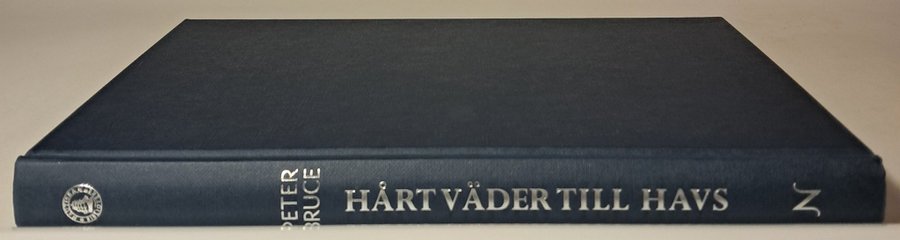 PETER
BRUCE
HÅRT VÄDER TILL HAVS
N